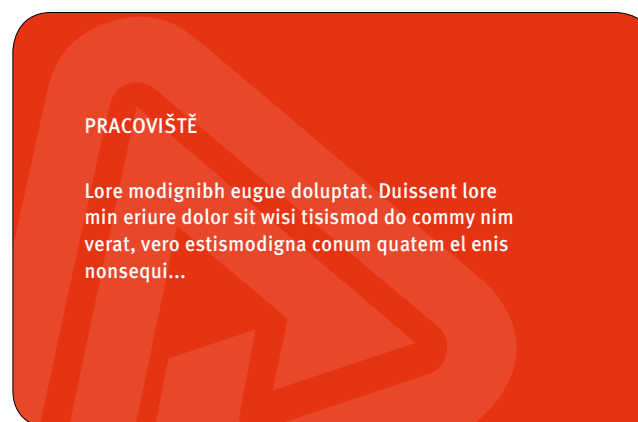 PRACOVIŠTĚ
Lore modignibh eugue doluptat. Duissent lore
min eriure dolor sit wisi tisismod do commy nim
verat, vero estismodigna conum quatem el enis
nonsequi...